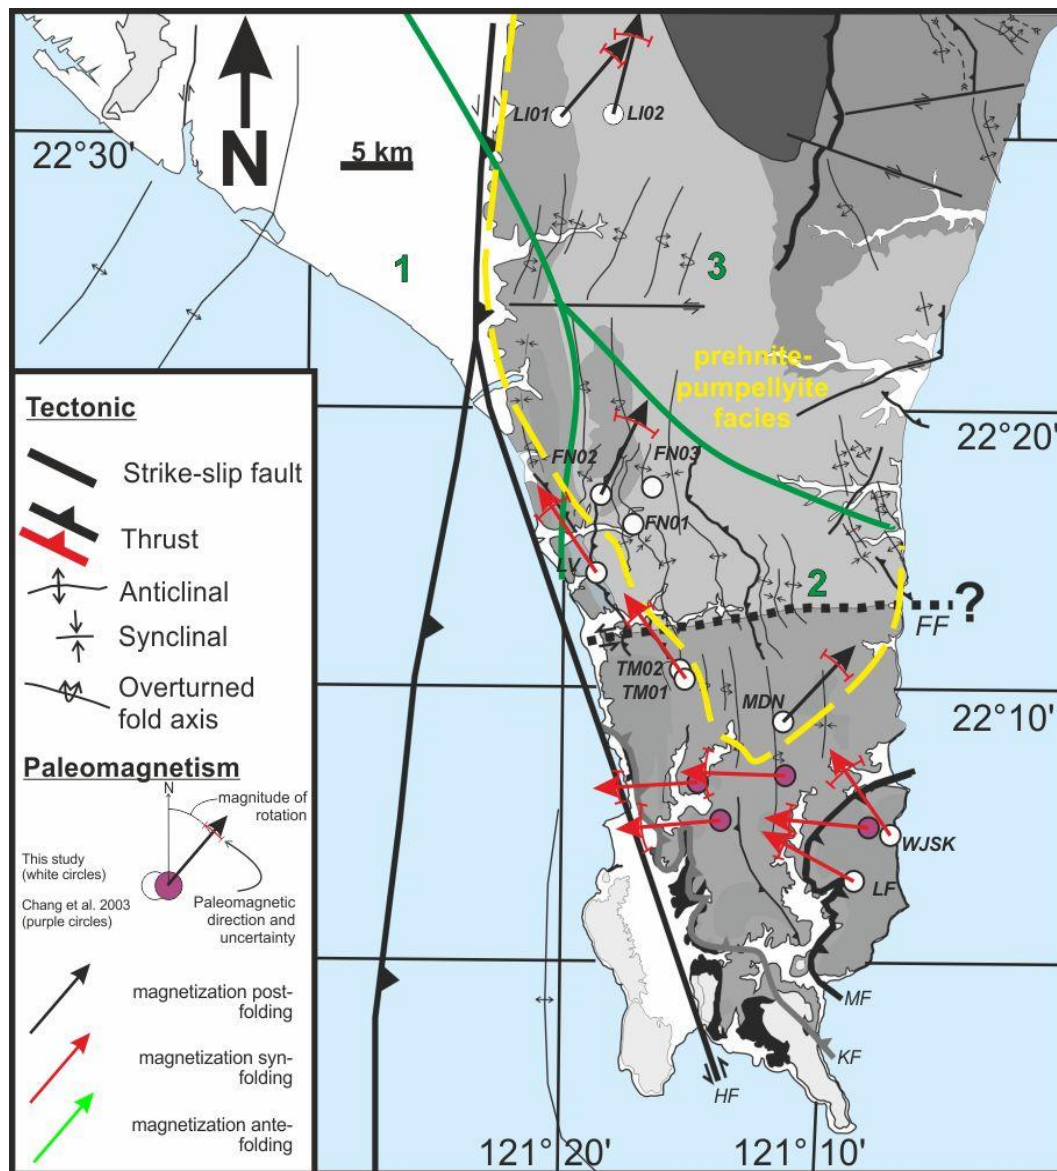 LI01
LI02
22°30'
N
5 km
1
3
prehnite-
pumpellyite
facies
22°20'
FN02
FN03
FN01
LV
2
?
FF
TM02
TM01
MDN
22°10'
WJSK
LF
MF
KF
HF
121°20'
121°10'
Tectonic
Strike-slip fault
Thrust
Anticlinal
Synclinal
Overturned
fold axis
Paleomagnetism
N
magnitude of
rotation
This study
(white circles)
Chang et al. 2003
(purple circles)
Paleomagnetic
direction and
uncertainty
magnetization post-
folding
magnetization syn-
folding
magnetization ante-
folding